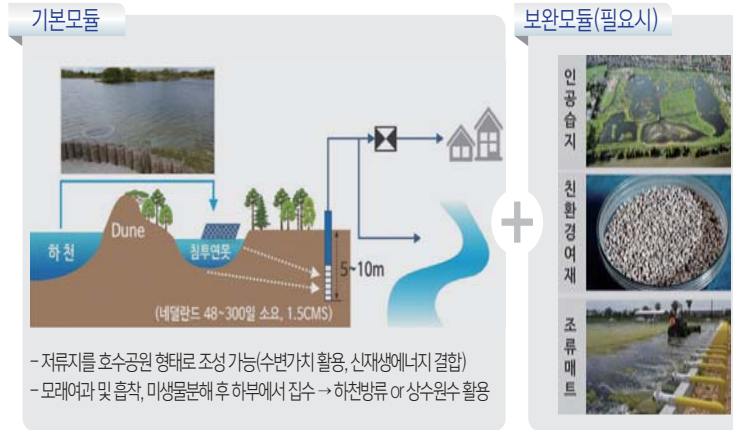 기본모듈
하천
Dune
침투연못
5~10m
(네덜란드 48~300일 소요, 1.5CMS)
- 저류지를 호수공원 형태로 조성 가능(수변가치 활용, 신재생에너지 결합)
- 모래여과 및 흡착, 미생물분해 후 하부에서 집수 → 하천방류 or 상수원수 활용
+
보완모듈(필요시)
인공습지
친환경여재
조류매트